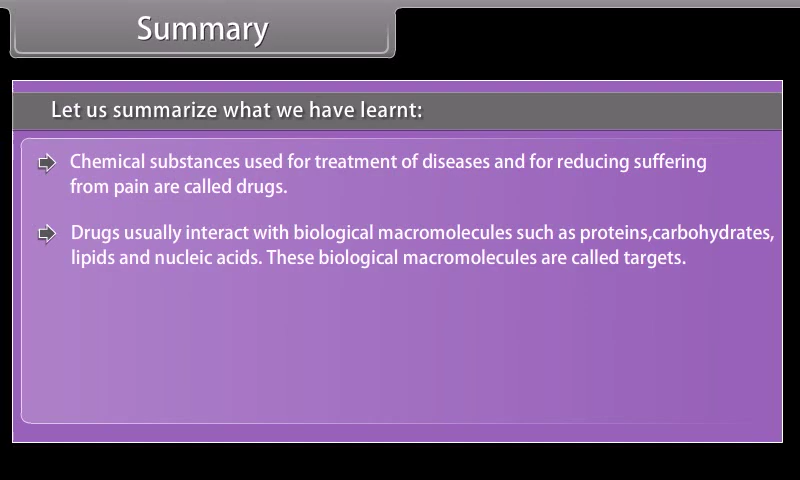 Summary
Let us summarize what we have learnt:
Chemical substances used for treatment of diseases and for reducing suffering
from pain are called drugs.
Drugs usually interact with biological macromolecules such as proteins,carbohydrates,
lipids and nucleic acids. These biological macromolecules are called targets.